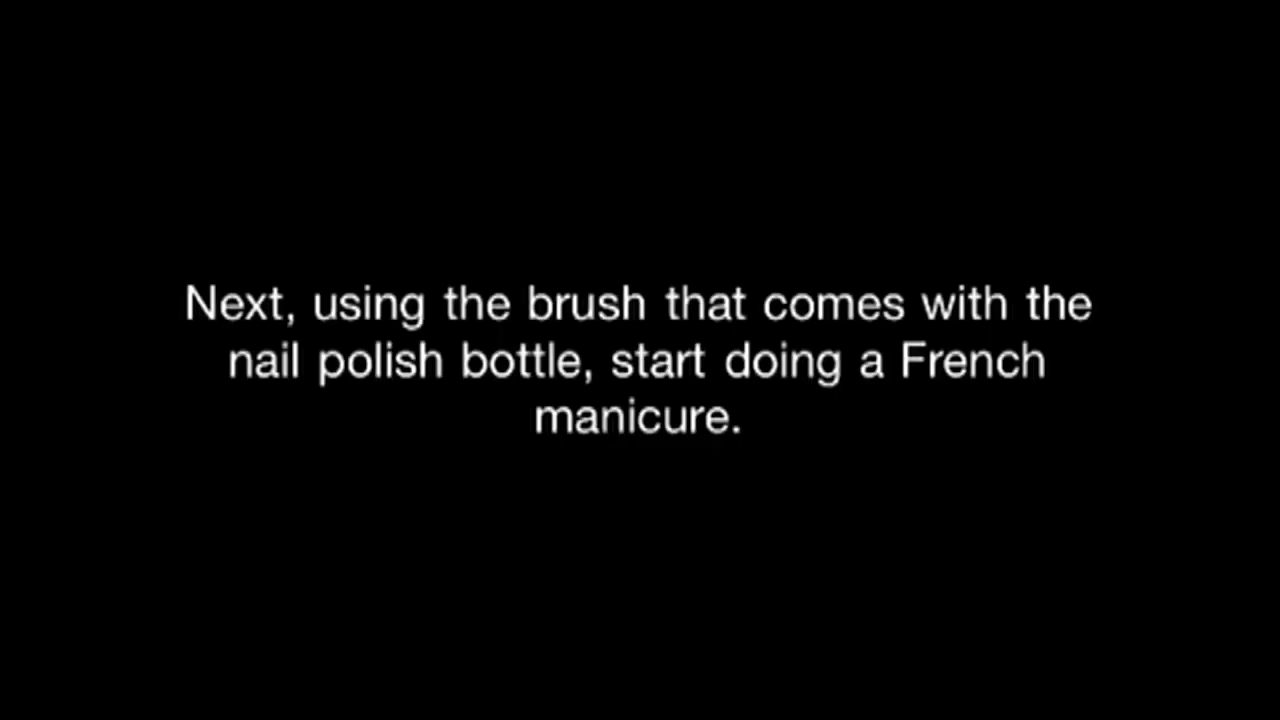 Next, using the brush that comes with the
nail polish bottle, start doing a French
manicure.